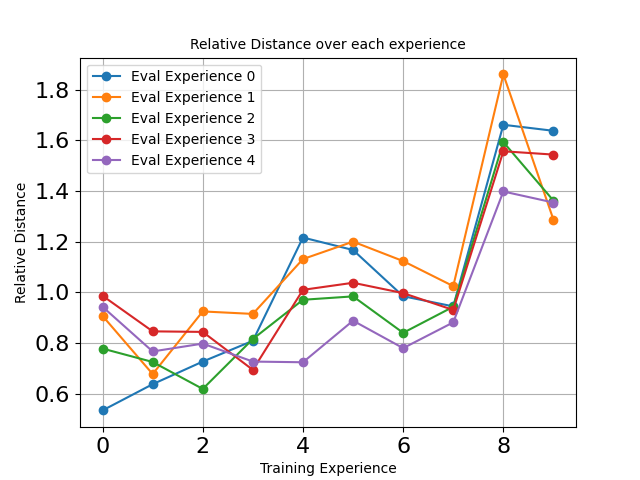 Relative Distance over each experience
Eval Experience 0
Eval Experience 1
Eval Experience 2
Eval Experience 3
Eval Experience 4
Relative Distance
1.8
1.6
1.4
1.2
1.0
0.8
0.6
0 2 4 6 8
Training Experience